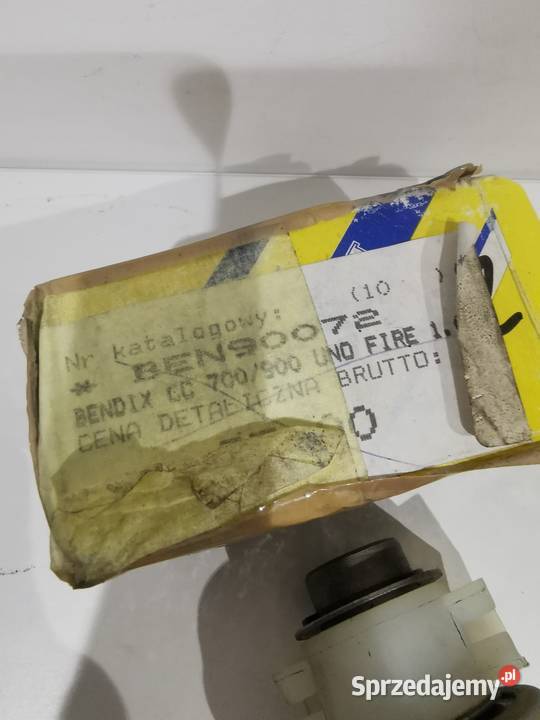 (10 )
Nr katalogowy:
* BEN90072
BENDIX CC 700/900 UNO FIRE 1.
CENA DETALICZNA BRUTTO:
Sprzedajemy.pl